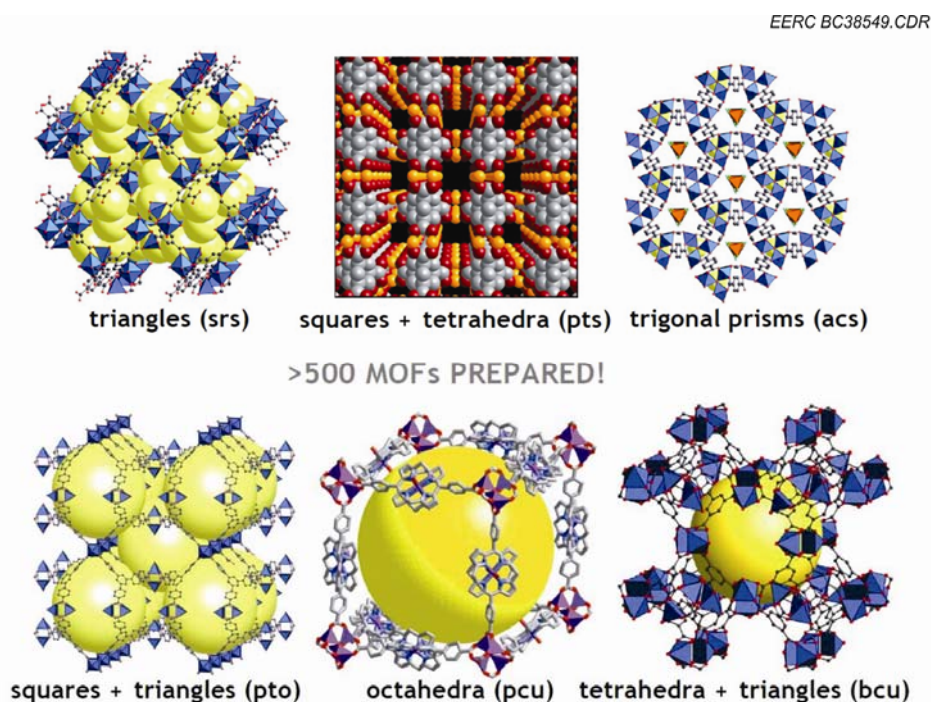 EERC BC38549.CDR
triangles (srs)
squares + tetrahedra (pts)
trigonal prisms (acs)
>500 MOFs PREPARED!
squares + triangles (pto)
octahedra (pcu)
tetrahedra + triangles (bcu)